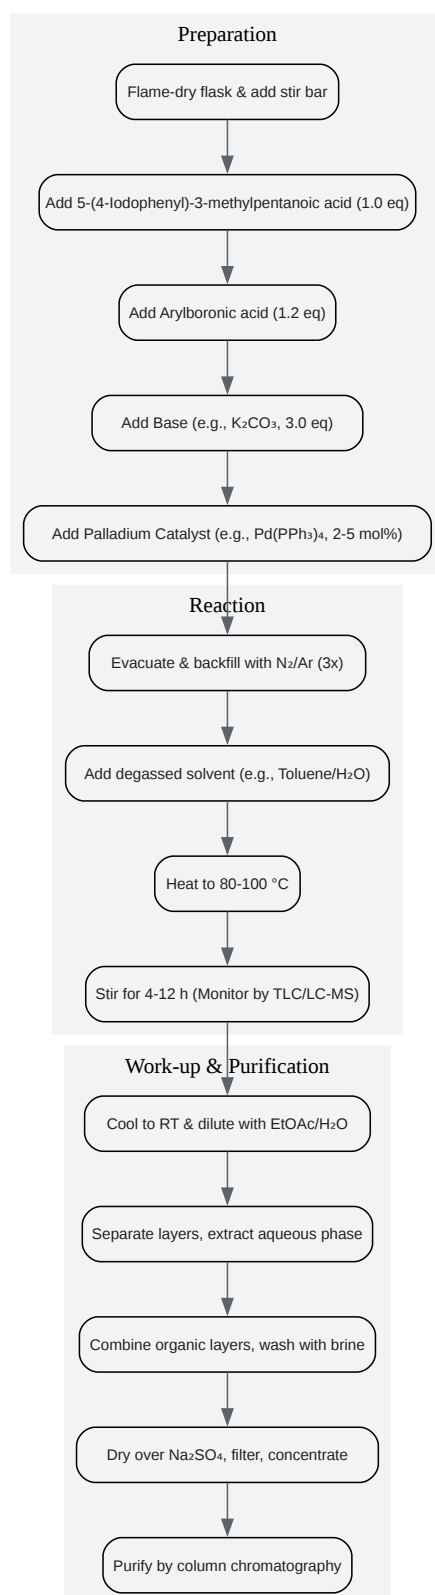 Preparation
Flame-dry flask & add stir bar
Add 5-(4-Iodophenyl)-3-methylpentanoic acid (1.0 eq)
Add Arylboronic acid (1.2 eq)
Add Base (e.g., K₂CO₃, 3.0 eq)
Add Palladium Catalyst (e.g., Pd(PPh₃)₄, 2-5 mol%)
Reaction
Evacuate & backfill with N₂/Ar (3x)
Add degassed solvent (e.g., Toluene/H₂O)
Heat to 80-100 °C
Stir for 4-12 h (Monitor by TLC/LC-MS)
Work-up & Purification
Cool to RT & dilute with EtOAc/H₂O
Separate layers, extract aqueous phase
Combine organic layers, wash with brine
Dry over Na₂SO₄, filter, concentrate
Purify by column chromatography